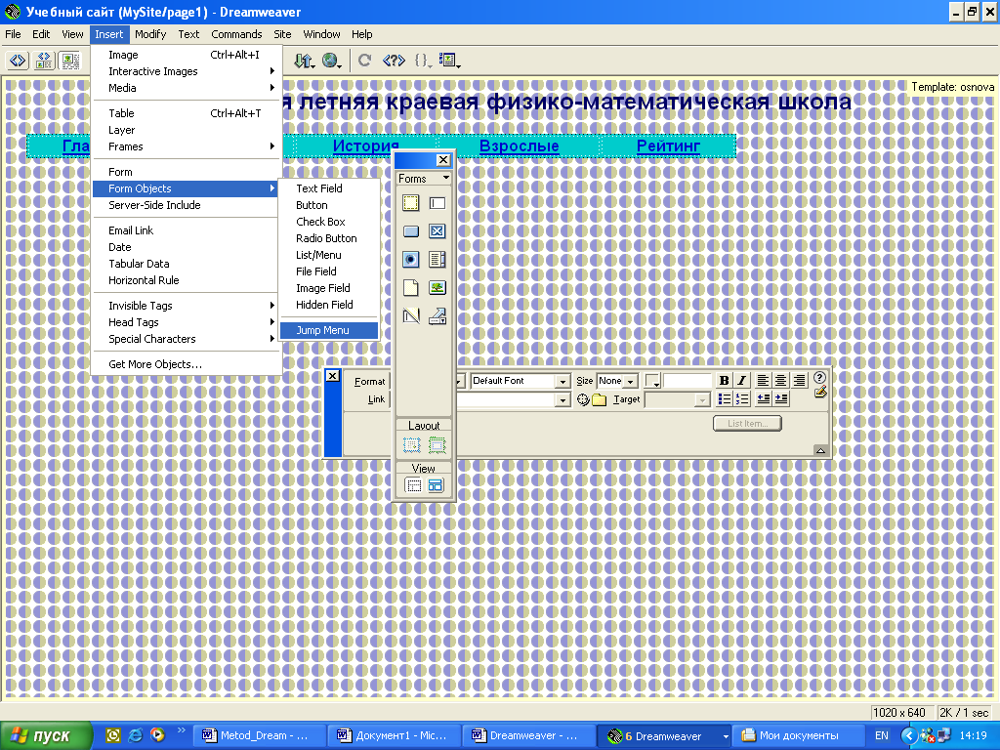 Учебный сайт (MySite/page1) - Dreamweaver
File Edit View Insert Modify Text Commands Site Window Help
Template: osnova
я летняя краевая физико-математическая школа
Гла История Взрослые Рейтинг
Image Ctrl+Alt+I
Interactive Images
Media
Table Ctrl+Alt+T
Layer
Frames
Form
Form Objects
Server-Side Include
Email Link
Date
Tabular Data
Horizontal Rule
Invisible Tags
Head Tags
Special Characters
Get More Objects...
Text Field
Button
Check Box
Radio Button
List/Menu
File Field
Image Field
Hidden Field
Jump Menu
Forms
Layout
View
Format Default Font Size None B I
Link Target
List Item...
1020 x 640 2K / 1 sec
пуск Metod_Dream - ... Документ1 - Mic... Dreamweaver - ... 6 Dreamweaver Мои документы EN 14:19